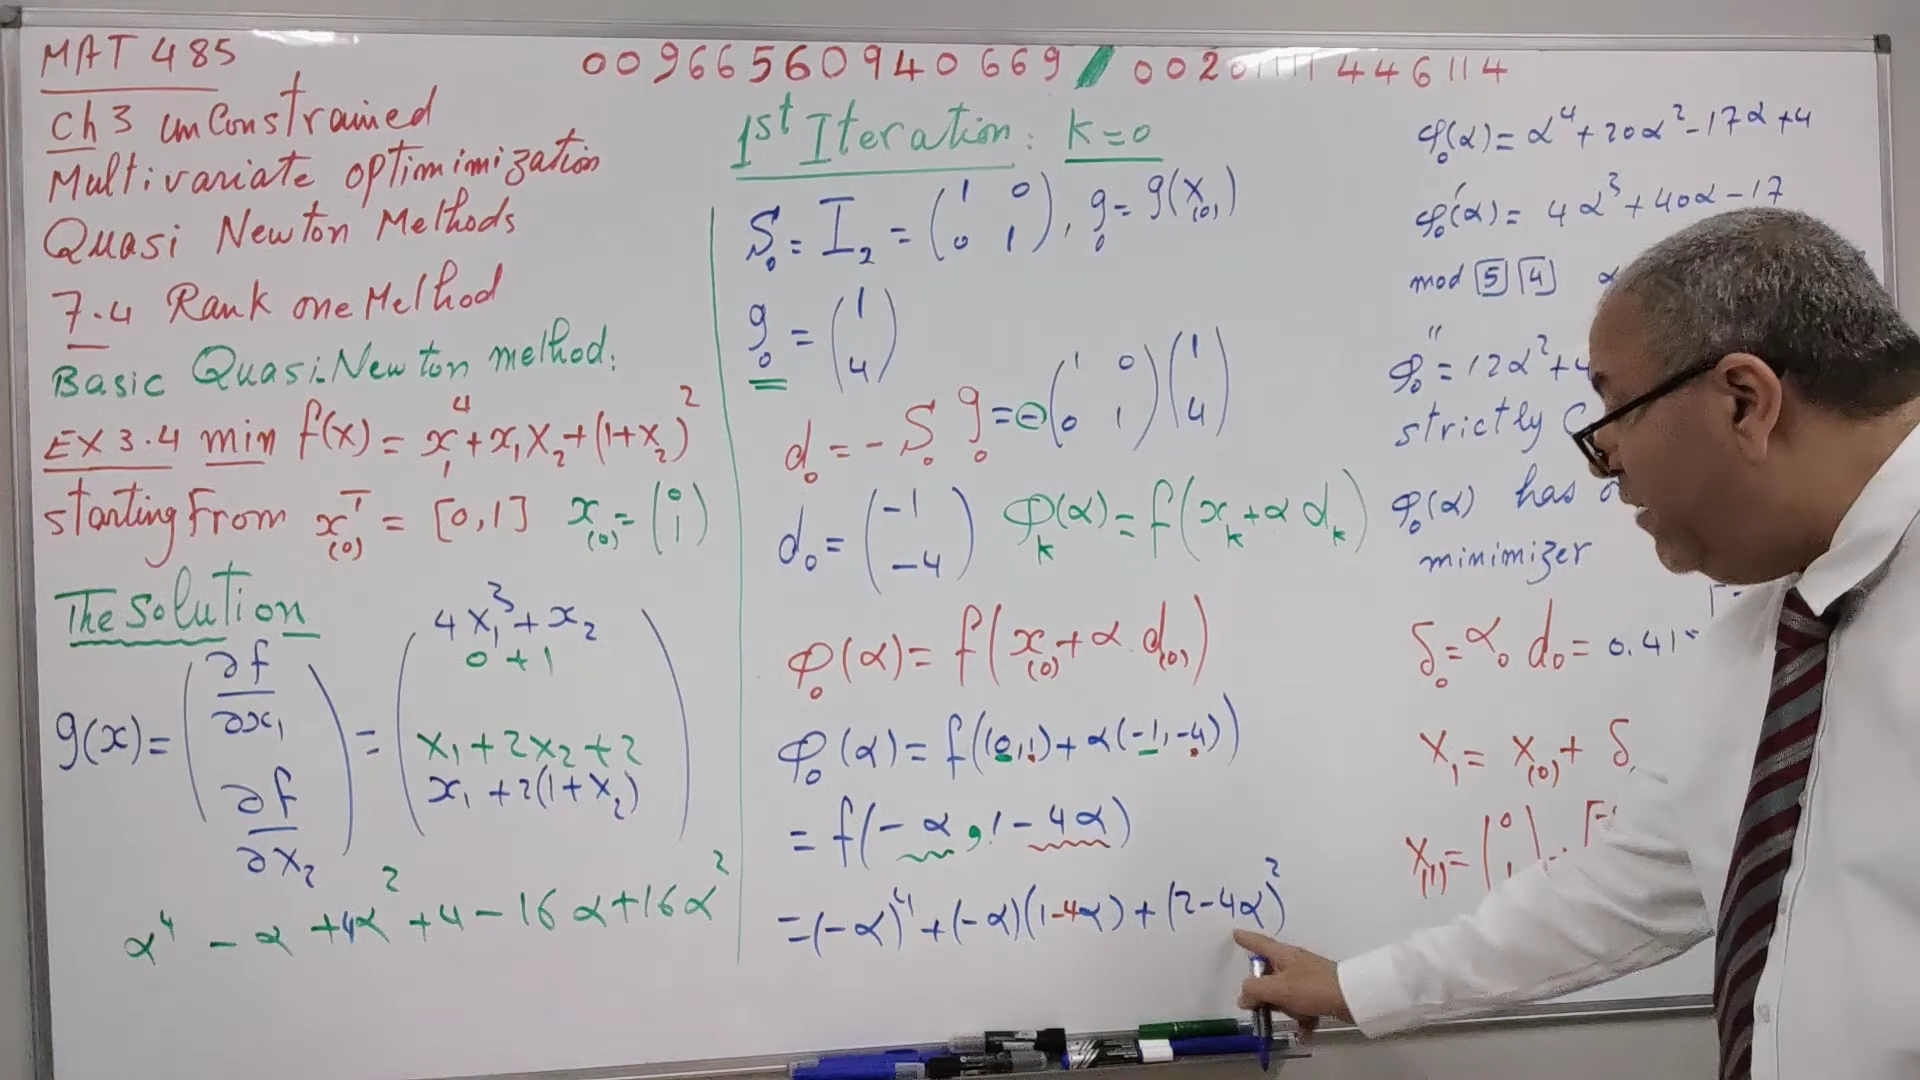 MAT 485
00966560940669 / 00201111446114
Ch 3 unconstrained
Multivariate optimimization
Quasi Newton Methods
7.4 Rank one Method
Basic Quasi-Newton method:
EX 3.4 min f(x) = x₁⁴ + x₁x₂ + (1+x₂)²
starting From x₍₀₎ᵀ = [0,1] x₍₀₎ = (0 1)
The Solution
g(x) = (∂f/∂x₁ ∂f/∂x₂) = (4x₁³ + x₂
0 + 1
x₁ + 2x₂ + 2
x₁ + 2(1+x₂))
α⁴ - α + 4α² + 4 - 16α + 16α²
1st Iteration: k=0
S₀ = I₂ = (1 0 0 1), g₀ = g(x₍₀₎)
g₀ = (1 4)
d₀ = -S₀ g₀ = -(1 0 0 1)(1 4)
d₀ = (-1 -4) φₖ(α) = f(xₖ + α dₖ)
φ₀(α) = f(x₍₀₎ + α d₍₀₎)
φ₀(α) = f((0,1) + α(-1,-4))
= f(-α, 1-4α)
= (-α)⁴ + (-α)(1-4α) + (2-4α)²
φ₀(α) = α⁴ + 20α² - 17α + 4
φ₀'(α) = 4α³ + 40α - 17
mod 5 4
φ₀'' = 12α² + 4
strictly
φ₀(α) has
minimizer
δ₀ = α₀ d₀ = 0.41
x₁ = x₍₀₎ + δ
x₍₁₎ = (0